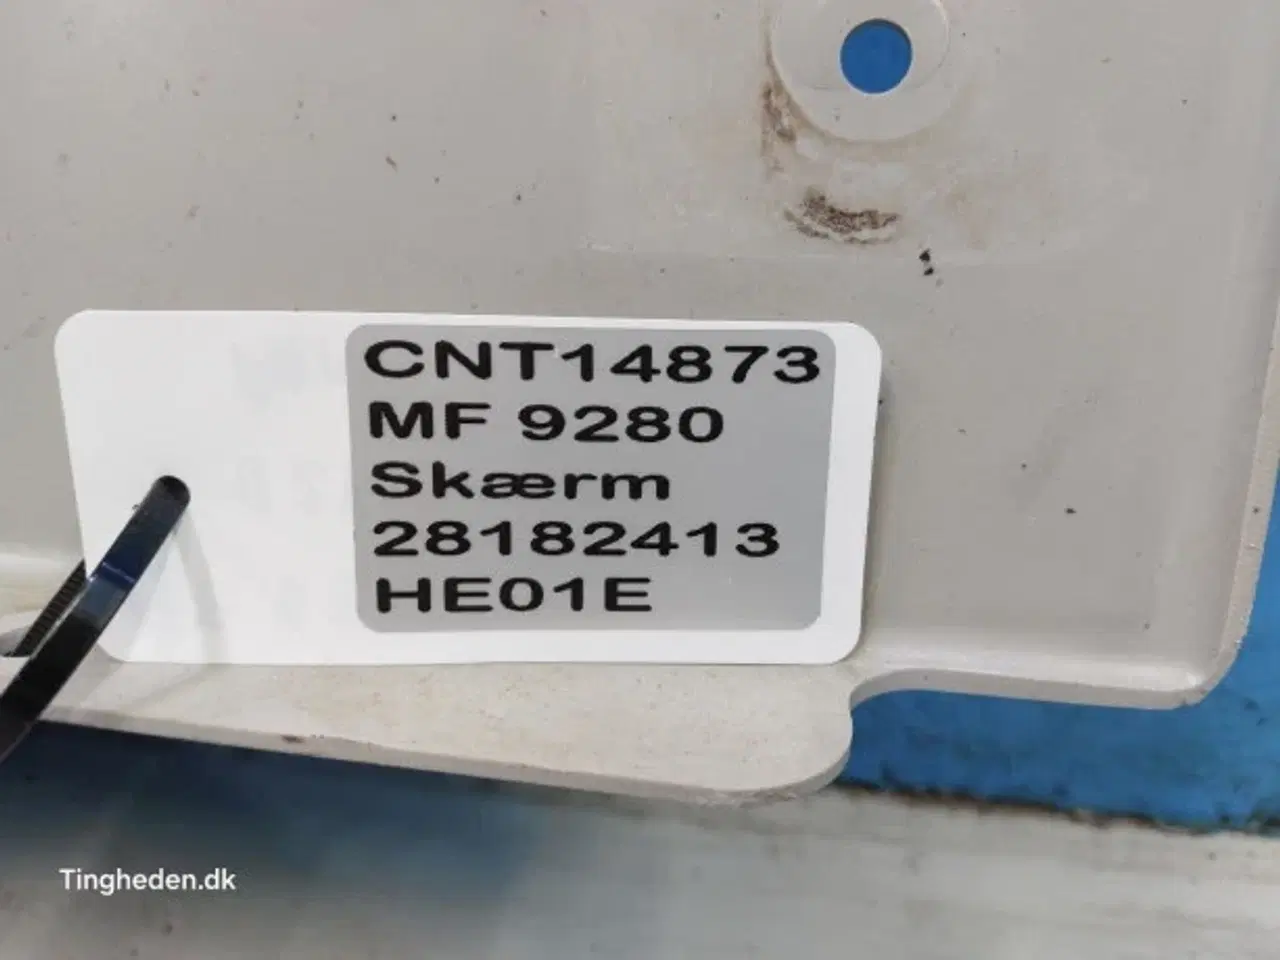 CNT14873
MF 9280
Skærm
28182413
HE01E
Tingheden.dk